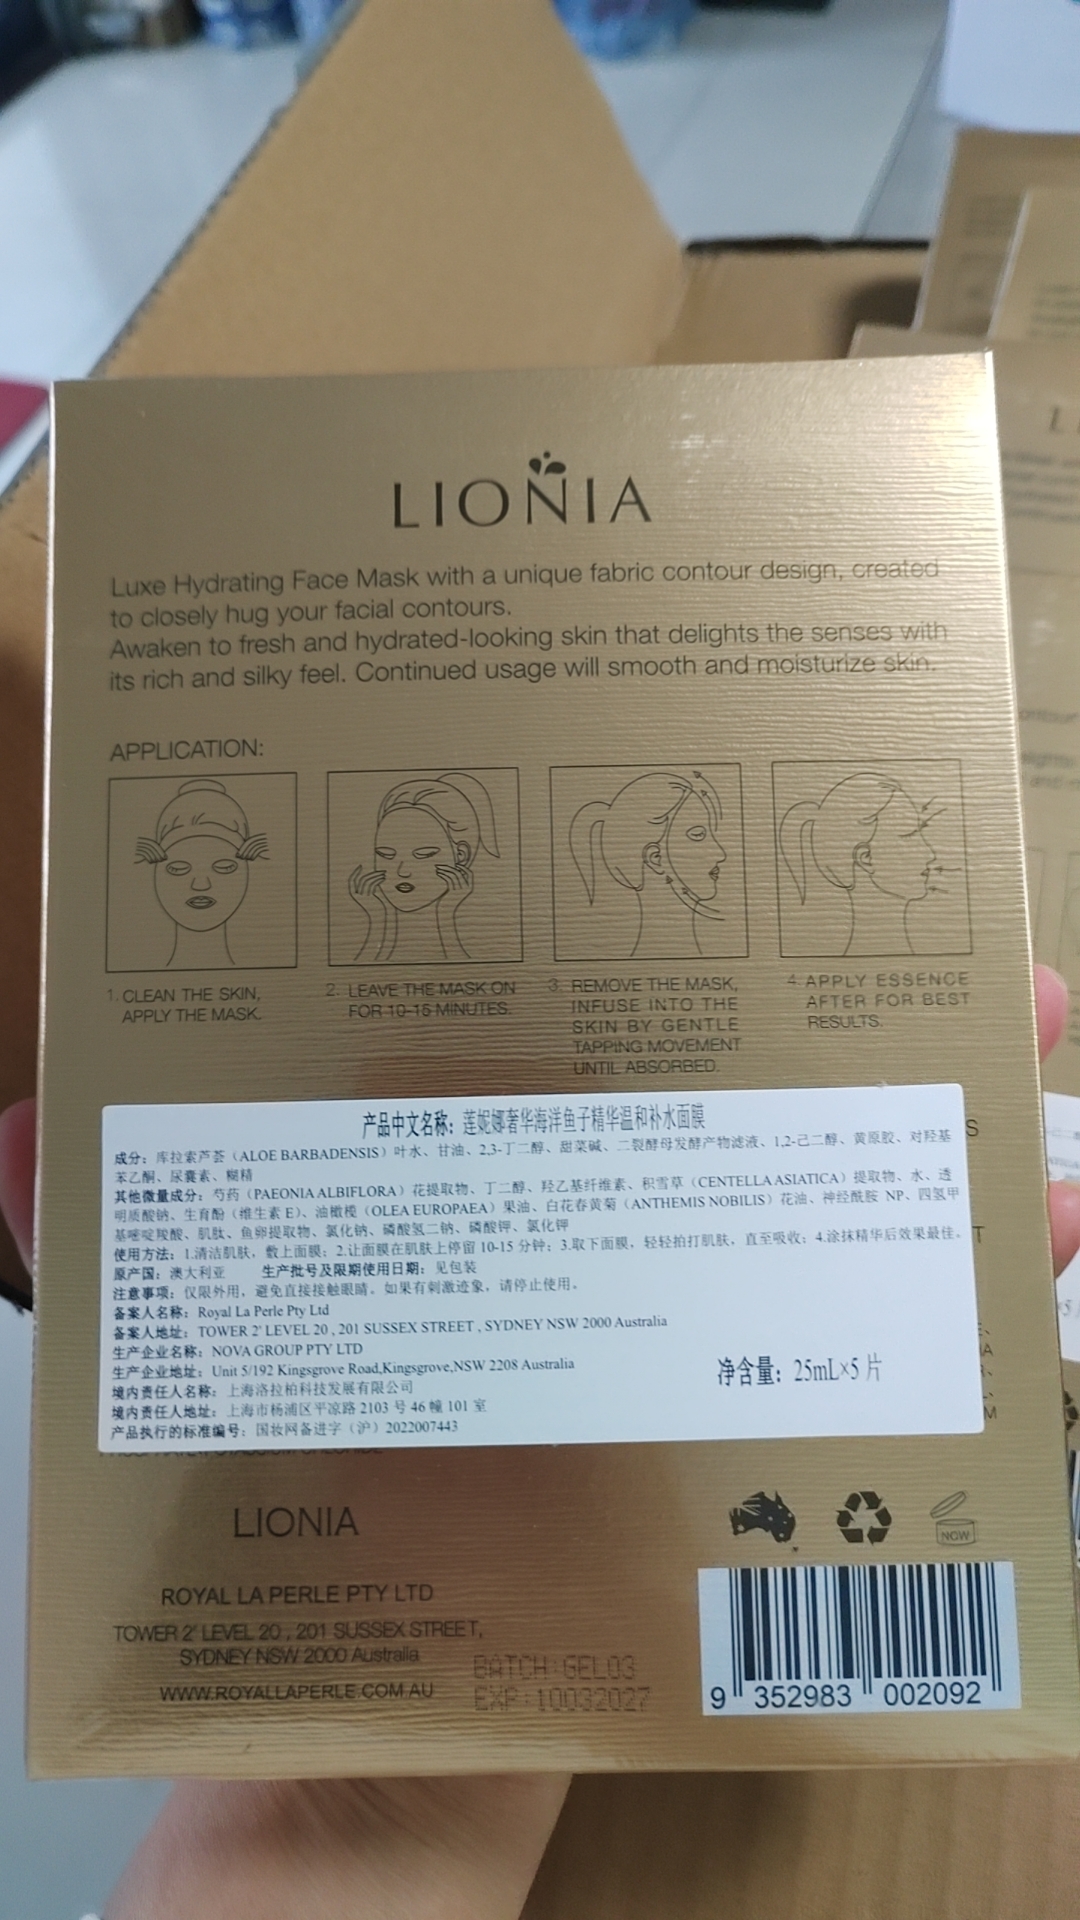 LIONIA
Luxe Hydrating Face Mask with a unique fabric contour design, created
to closely hug your facial contours.
Awaken to fresh and hydrated-looking skin that delights the senses with
its rich and silky feel. Continued usage will smooth and moisturize skin.
APPLICATION:
1. CLEAN THE SKIN,
APPLY THE MASK.
2. LEAVE THE MASK ON
FOR 10-15 MINUTES.
3. REMOVE THE MASK,
INFUSE INTO THE
SKIN BY GENTLE
TAPPING MOVEMENT
UNTIL ABSORBED.
4. APPLY ESSENCE
AFTER FOR BEST
RESULTS.
产品中文名称：莲妮娜奢华海洋鱼子精华温和补水面膜
成分：库拉索芦荟（ALOE BARBADENSIS）叶水、甘油、2,3-丁二醇、甜菜碱、二裂酵母发酵产物滤液、1,2-己二醇、黄原胶、对羟基
苯乙酮、尿囊素、糊精
其他微量成分：芍药（PAEONIA ALBIFLORA）花提取物、丁二醇、羟乙基纤维素、积雪草（CENTELLA ASIATICA）提取物、水、透
明质酸钠、生育酚（维生素 E）、油橄榄（OLEA EUROPAEA）果油、白花春黄菊（ANTHEMIS NOBILIS）花油、神经酰胺 NP、四氢甲
基嘧啶羧酸、肌肽、鱼卵提取物、氯化钠、磷酸氢二钠、磷酸钾、氯化钾
使用方法：1.清洁肌肤，敷上面膜；2.让面膜在肌肤上停留 10-15 分钟；3.取下面膜，轻轻拍打肌肤，直至吸收；4.涂抹精华后效果最佳。
原产国：澳大利亚 生产批号及限期使用日期：见包装
注意事项：仅限外用，避免直接接触眼睛。如果有刺激迹象，请停止使用。
备案人名称：Royal La Perle Pty Ltd
备案人地址：TOWER 2' LEVEL 20 , 201 SUSSEX STREET , SYDNEY NSW 2000 Australia
生产企业名称：NOVA GROUP PTY LTD
生产企业地址：Unit 5/192 Kingsgrove Road,Kingsgrove,NSW 2208 Australia
净含量：25mL×5 片
境内责任人名称：上海洛拉柏科技发展有限公司
境内责任人地址：上海市杨浦区平凉路 2103 号 46 幢 101 室
产品执行的标准编号：国妆网备进字（沪）2022007443
LIONIA
NGW
ROYAL LA PERLE PTY LTD
TOWER 2' LEVEL 20 , 201 SUSSEX STREET,
SYDNEY NSW 2000 Australia
WWW.ROYALLAPERLE.COM.AU
BATCH:GEL03
EXP:10032027
9 352983 002092